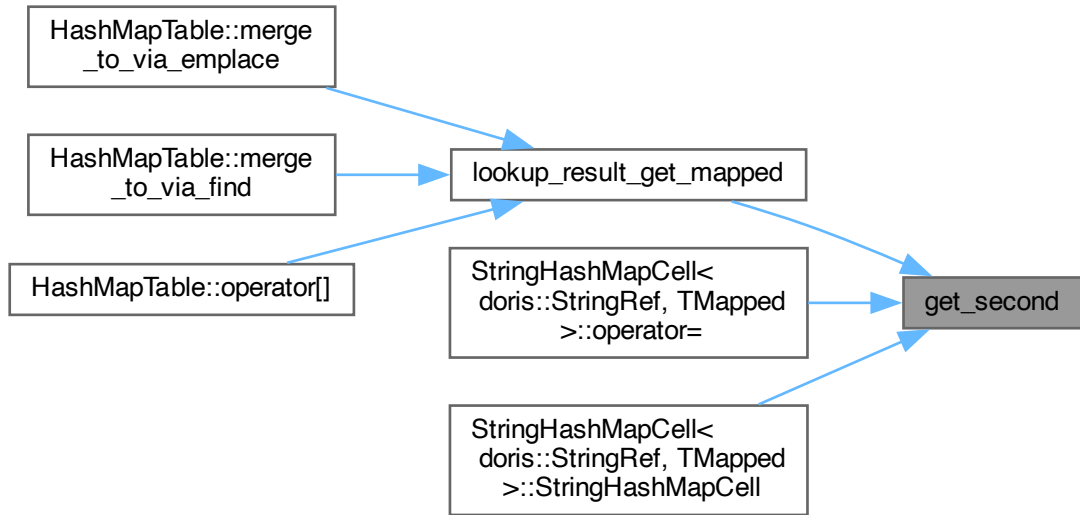 HashMapTable::merge
_to_via_emplace
HashMapTable::merge
_to_via_find
HashMapTable::operator[]
lookup_result_get_mapped
StringHashMapCell<
doris::StringRef, TMapped
>::operator=
StringHashMapCell<
doris::StringRef, TMapped
>::StringHashMapCell
get_second